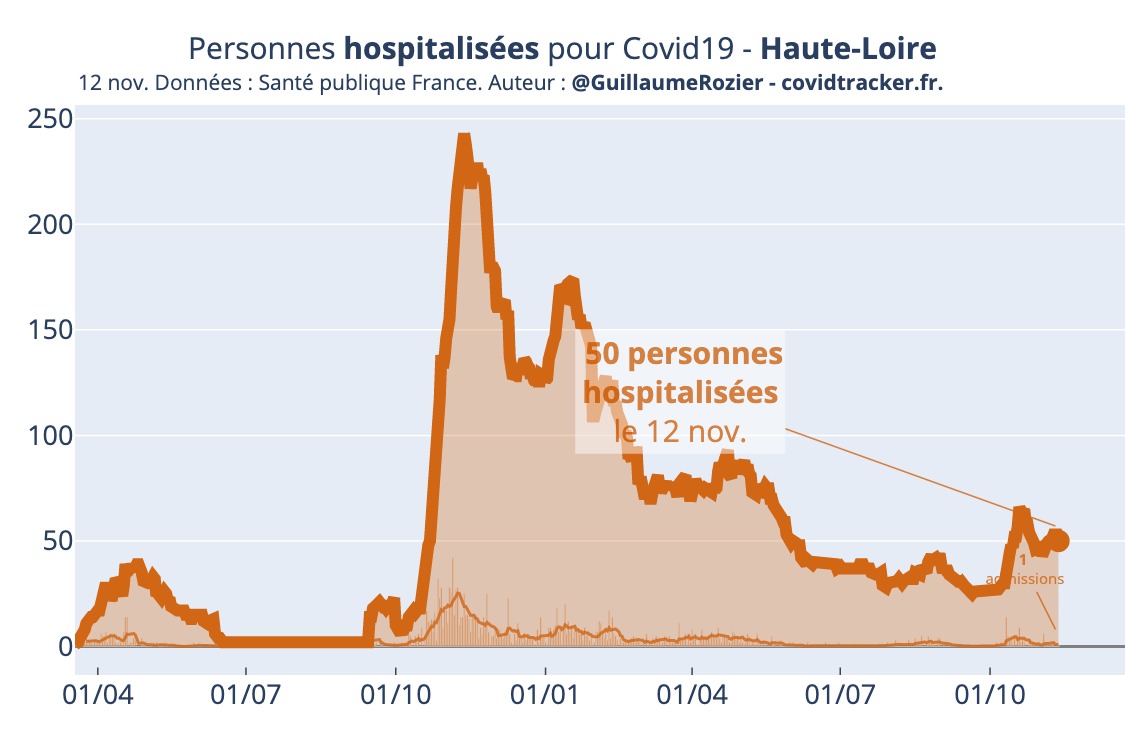 Personnes hospitalisées pour Covid19 - Haute-Loire
12 nov. Données : Santé publique France. Auteur : @GuillaumeRozier - covidtracker.fr.
250
200
150
100
50
0
50 personnes
hospitalisées
le 12 nov.
1
admissions
01/04
01/07
01/10
01/01
01/04
01/07
01/10